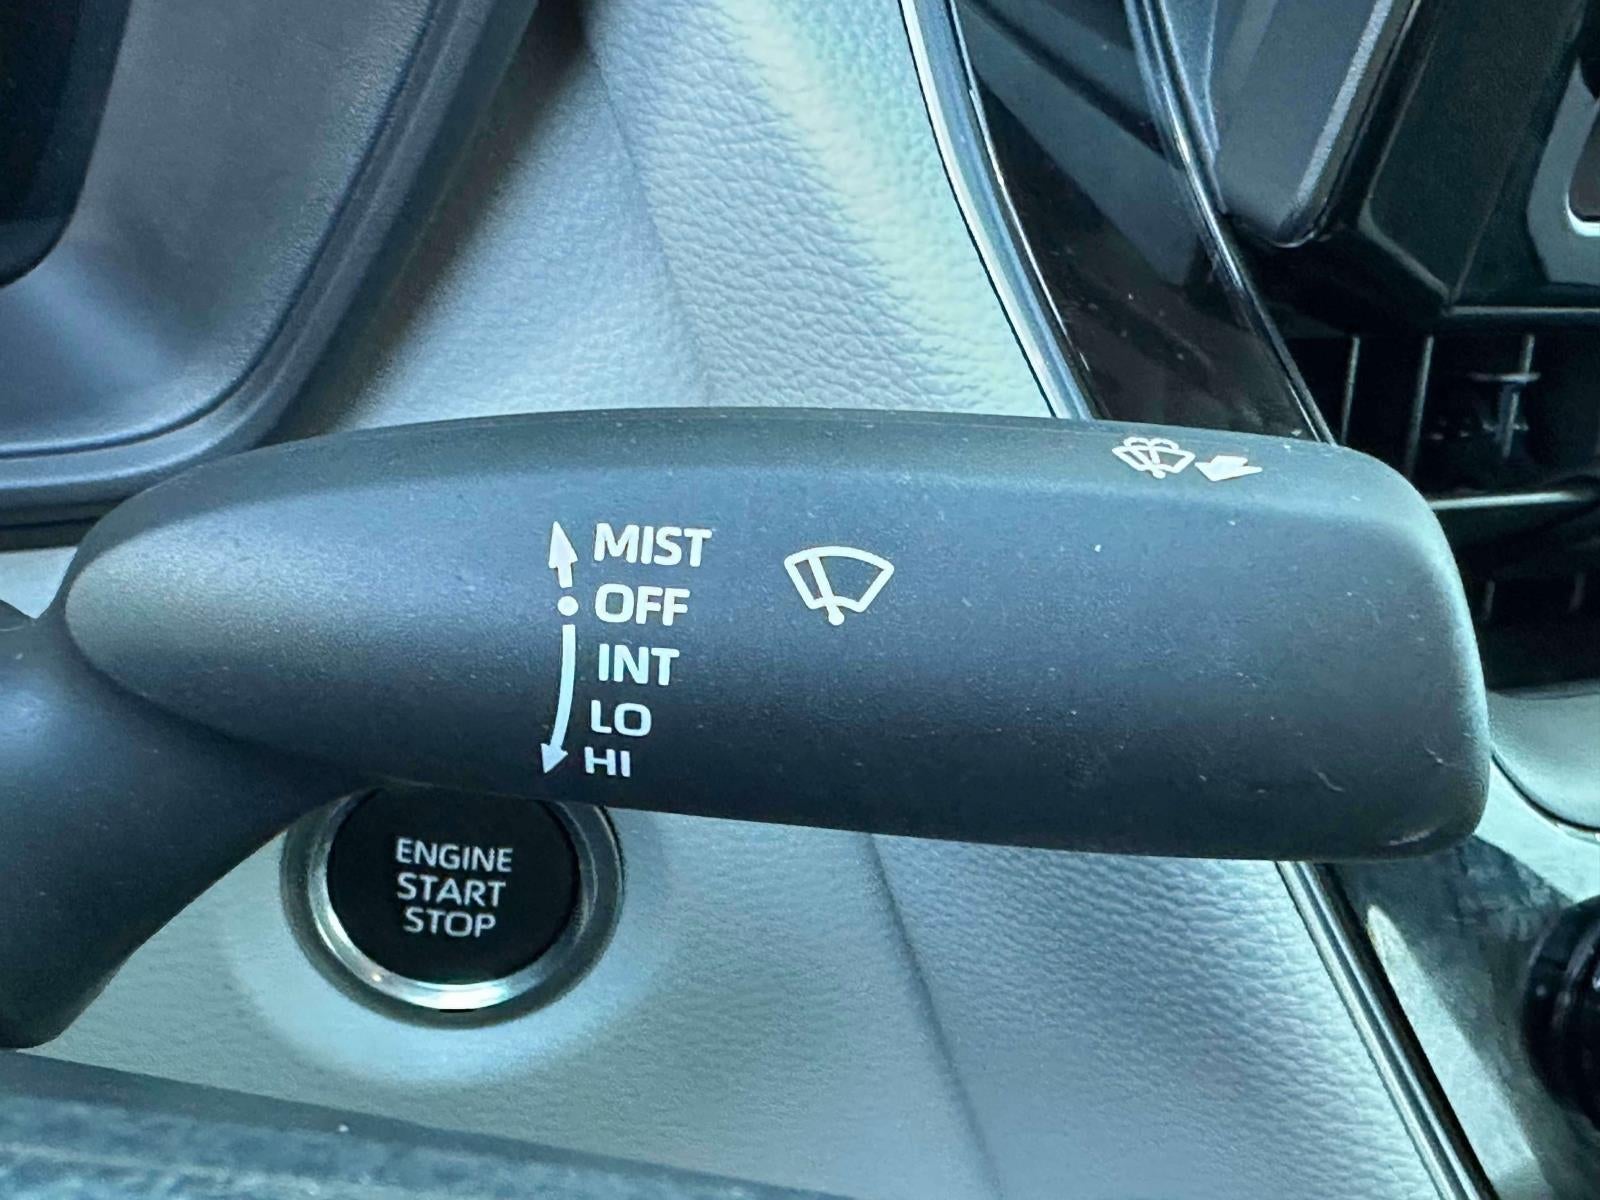 MIST
OFF
INT
LO
HI
ENGINE
START
STOP